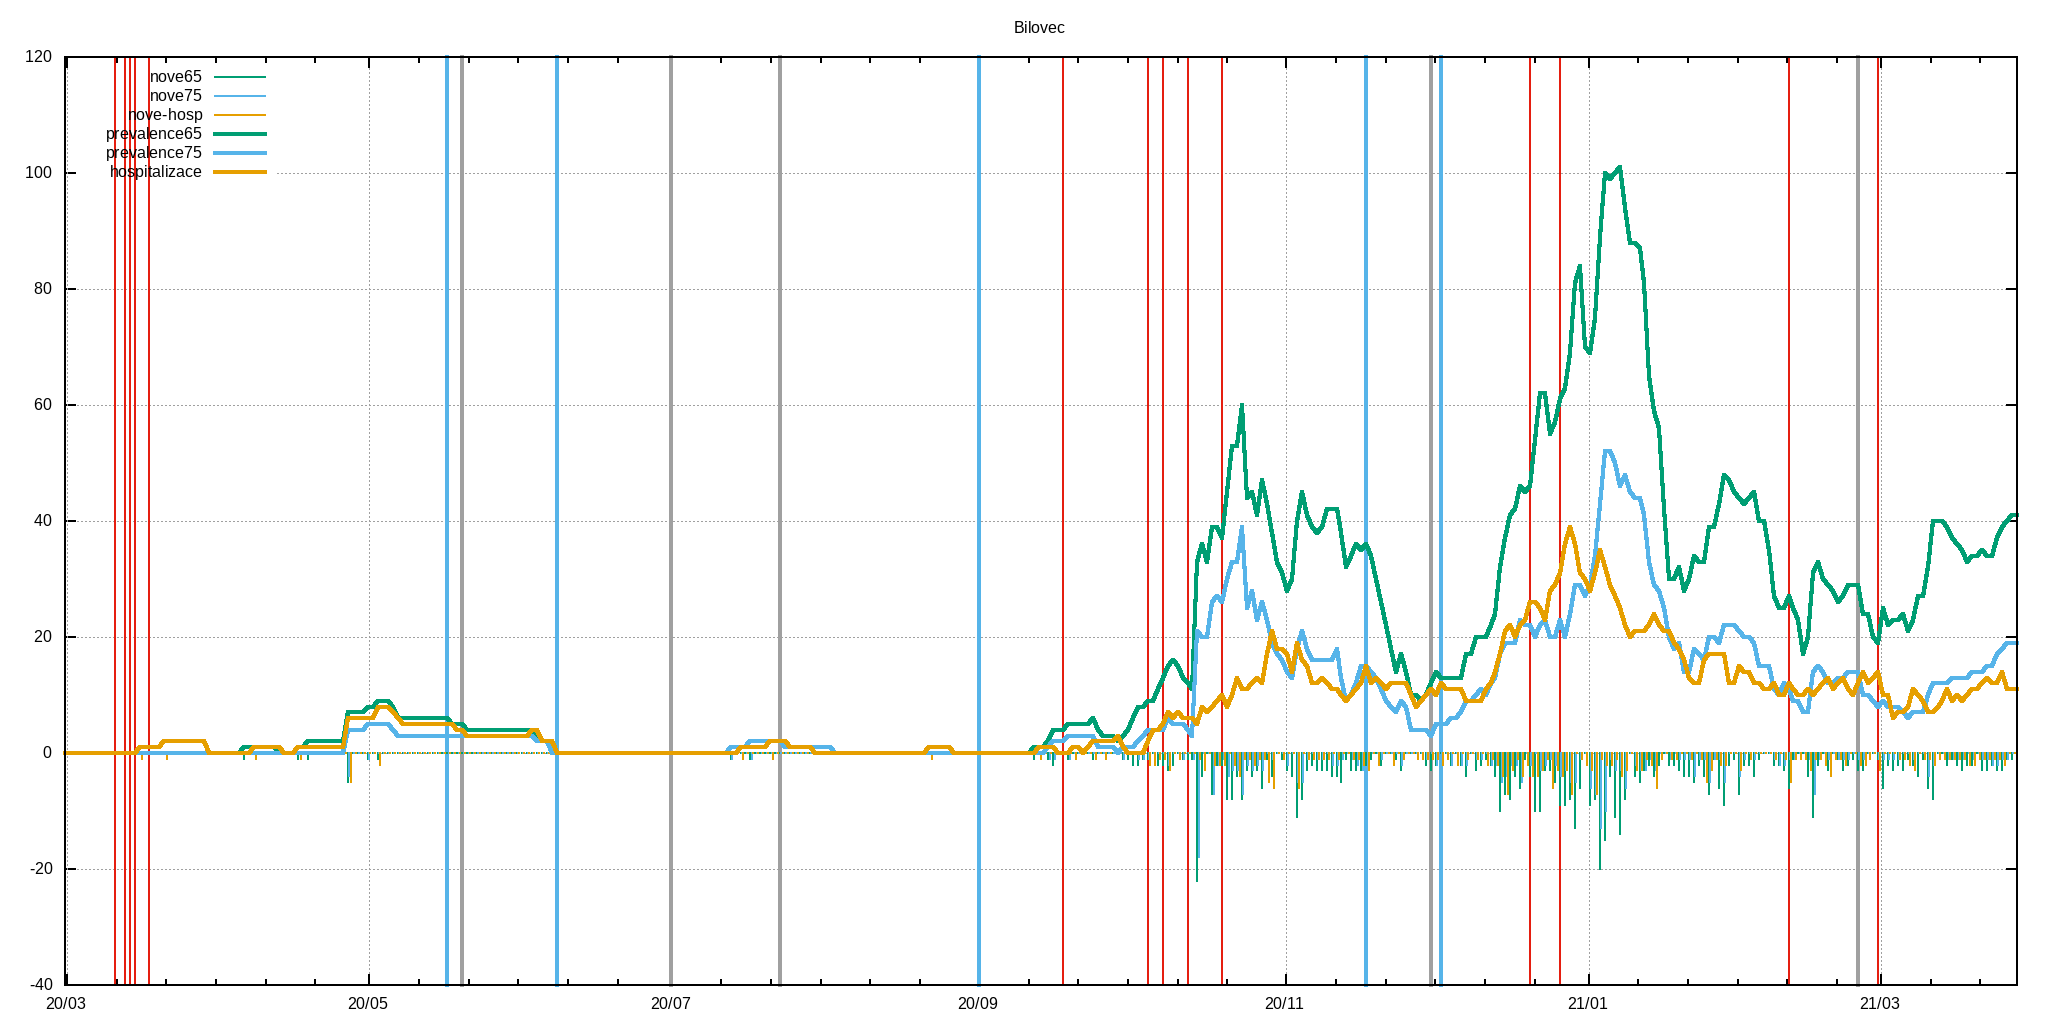 Bilovec
120
nove65
nove75
nove-hosp
prevalence65
prevalence75
hospitalizace
100
80
60
40
20
0
-20
-40
20/03 20/05 20/07 20/09 20/11 21/01 21/03